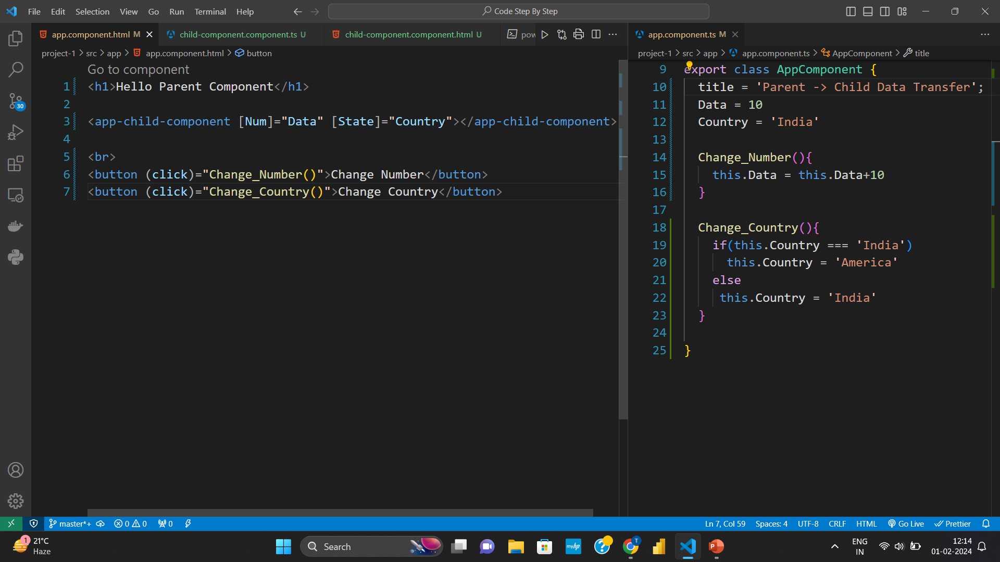 File Edit Selection View Go Run Terminal Help
Code Step By Step
app.component.html M
child-component.component.ts U
child-component.component.html U
pow
project-1 > src > app > app.component.html > button
Go to component
1 <h1>Hello Parent Component</h1>
2
3 <app-child-component [Num]="Data" [State]="Country"></app-child-component>
4
5 <br>
6 <button (click)="Change_Number()">Change Number</button>
7 <button (click)="Change_Country()">Change Country</button>
app.component.ts M
project-1 > src > app > app.component.ts > AppComponent > title
9 export class AppComponent {
10 title = 'Parent -> Child Data Transfer';
11 Data = 10
12 Country = 'India'
13
14 Change_Number(){
15 this.Data = this.Data+10
16 }
17
18 Change_Country(){
19 if(this.Country === 'India')
20 this.Country = 'America'
21 else
22 this.Country = 'India'
23 }
24
25 }
30
master*+ 0 0 0
Ln 7, Col 59 Spaces: 4 UTF-8 CRLF HTML Go Live Prettier
1
21°C
Haze
Search
myhp
T
P
ENG
IN
12:14
01-02-2024